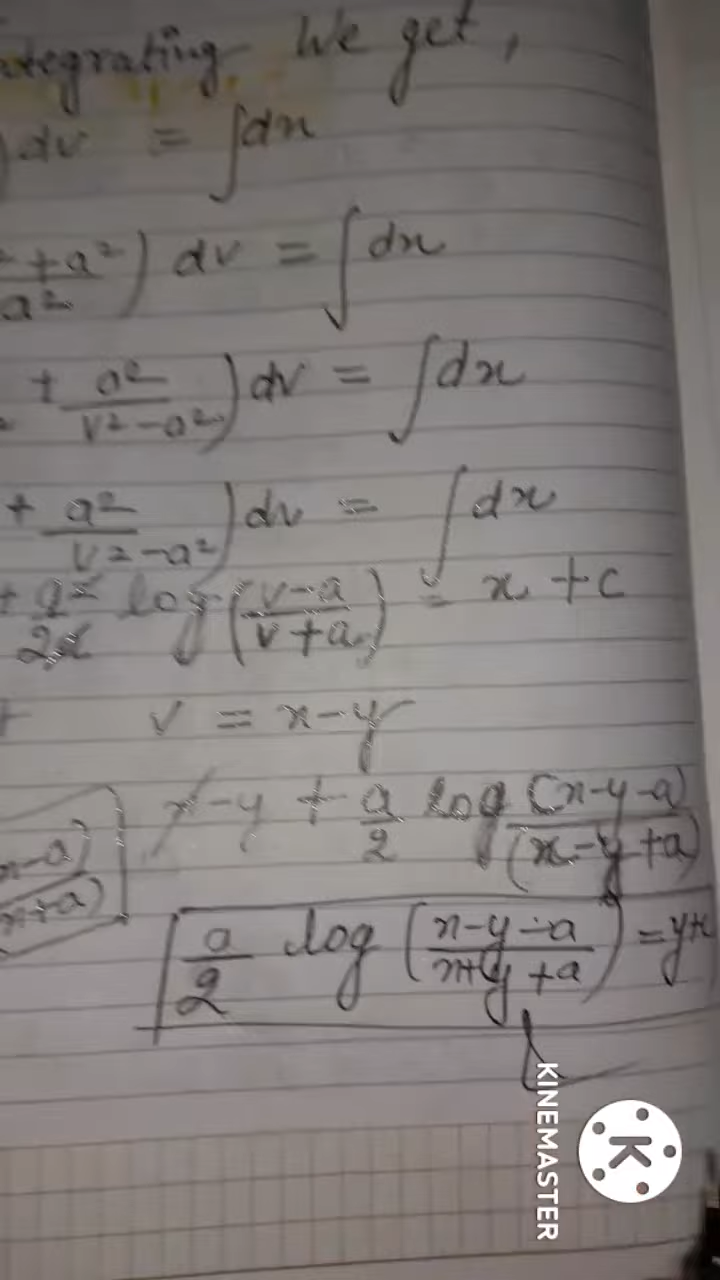 integrating We get,
) dv = ∫dx
² + a²
a² ) dv = ∫dx
+ a²/(v² - a²) ) dv = ∫dx
+ a²/(v² - a²) ) dv = ∫dx
+ a²/2a log (v-a/v+a) = x + c
v = x-y
x-y + a/2 log (x-y-a)/(x-y+a)
x-a)
x+a)
a/2 log (x-y-a/x+y+a) = y+c
KINEMASTER